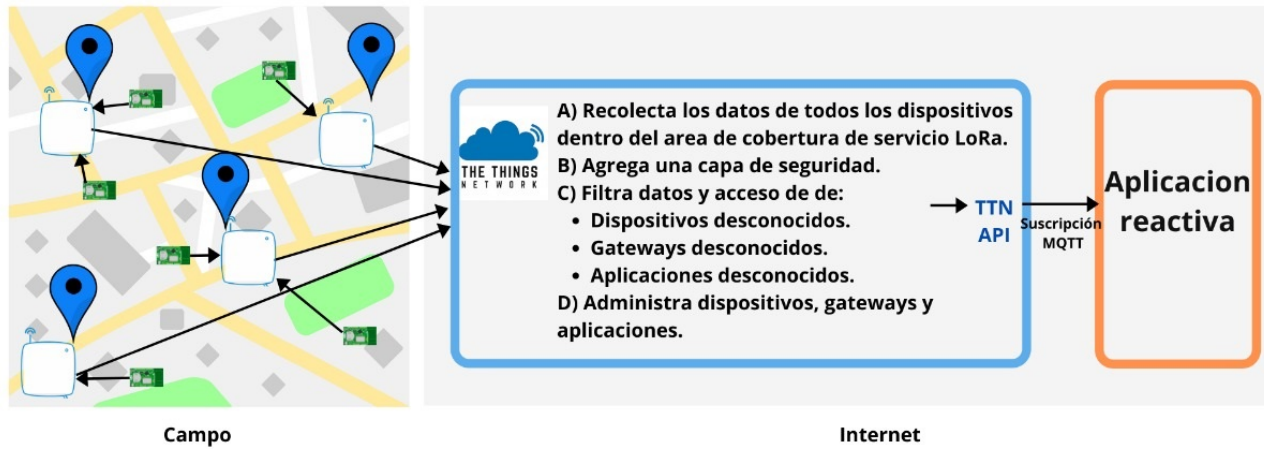 THE THINGS
NETWORK
A) Recolecta los datos de todos los dispositivos
dentro del area de cobertura de servicio LoRa.
B) Agrega una capa de seguridad.
C) Filtra datos y acceso de de:
• Dispositivos desconocidos.
• Gateways desconocidos.
• Aplicaciones desconocidos.
D) Administra dispositivos, gateways y
aplicaciones.
TTN
API
Suscripción
MQTT
Aplicacion
reactiva
Campo
Internet